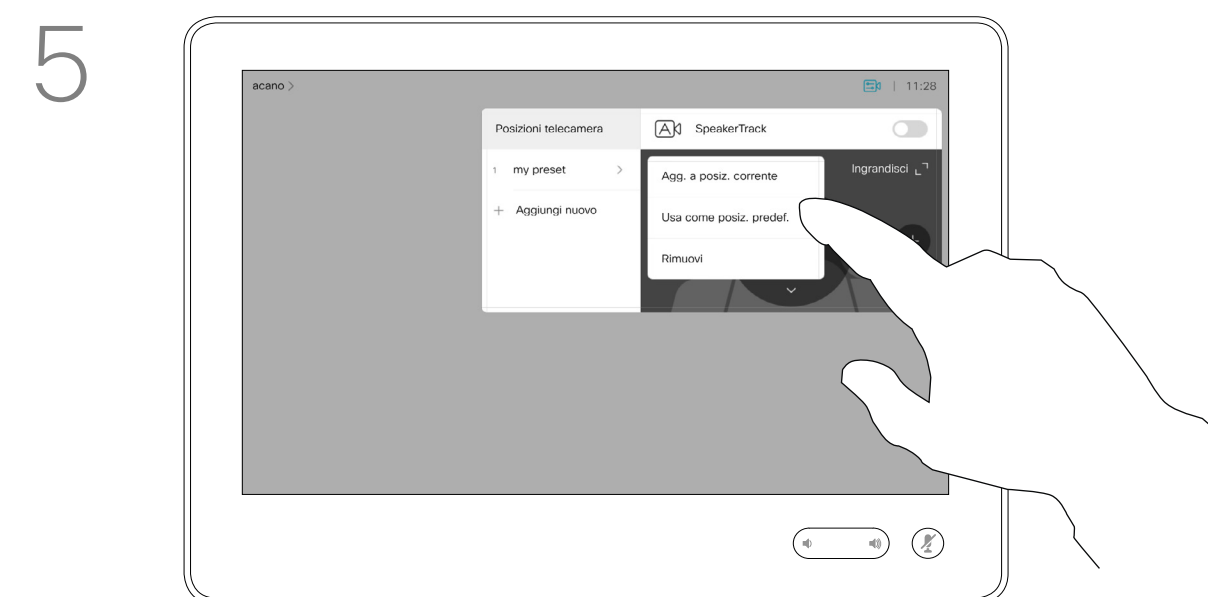 5
acano >
11:28
Posizioni telecamera
SpeakerTrack
1 my preset
Ingrandisci
+ Aggiungi nuovo
Agg. a posiz. corrente
Usa come posiz. predef.
Rimuovi